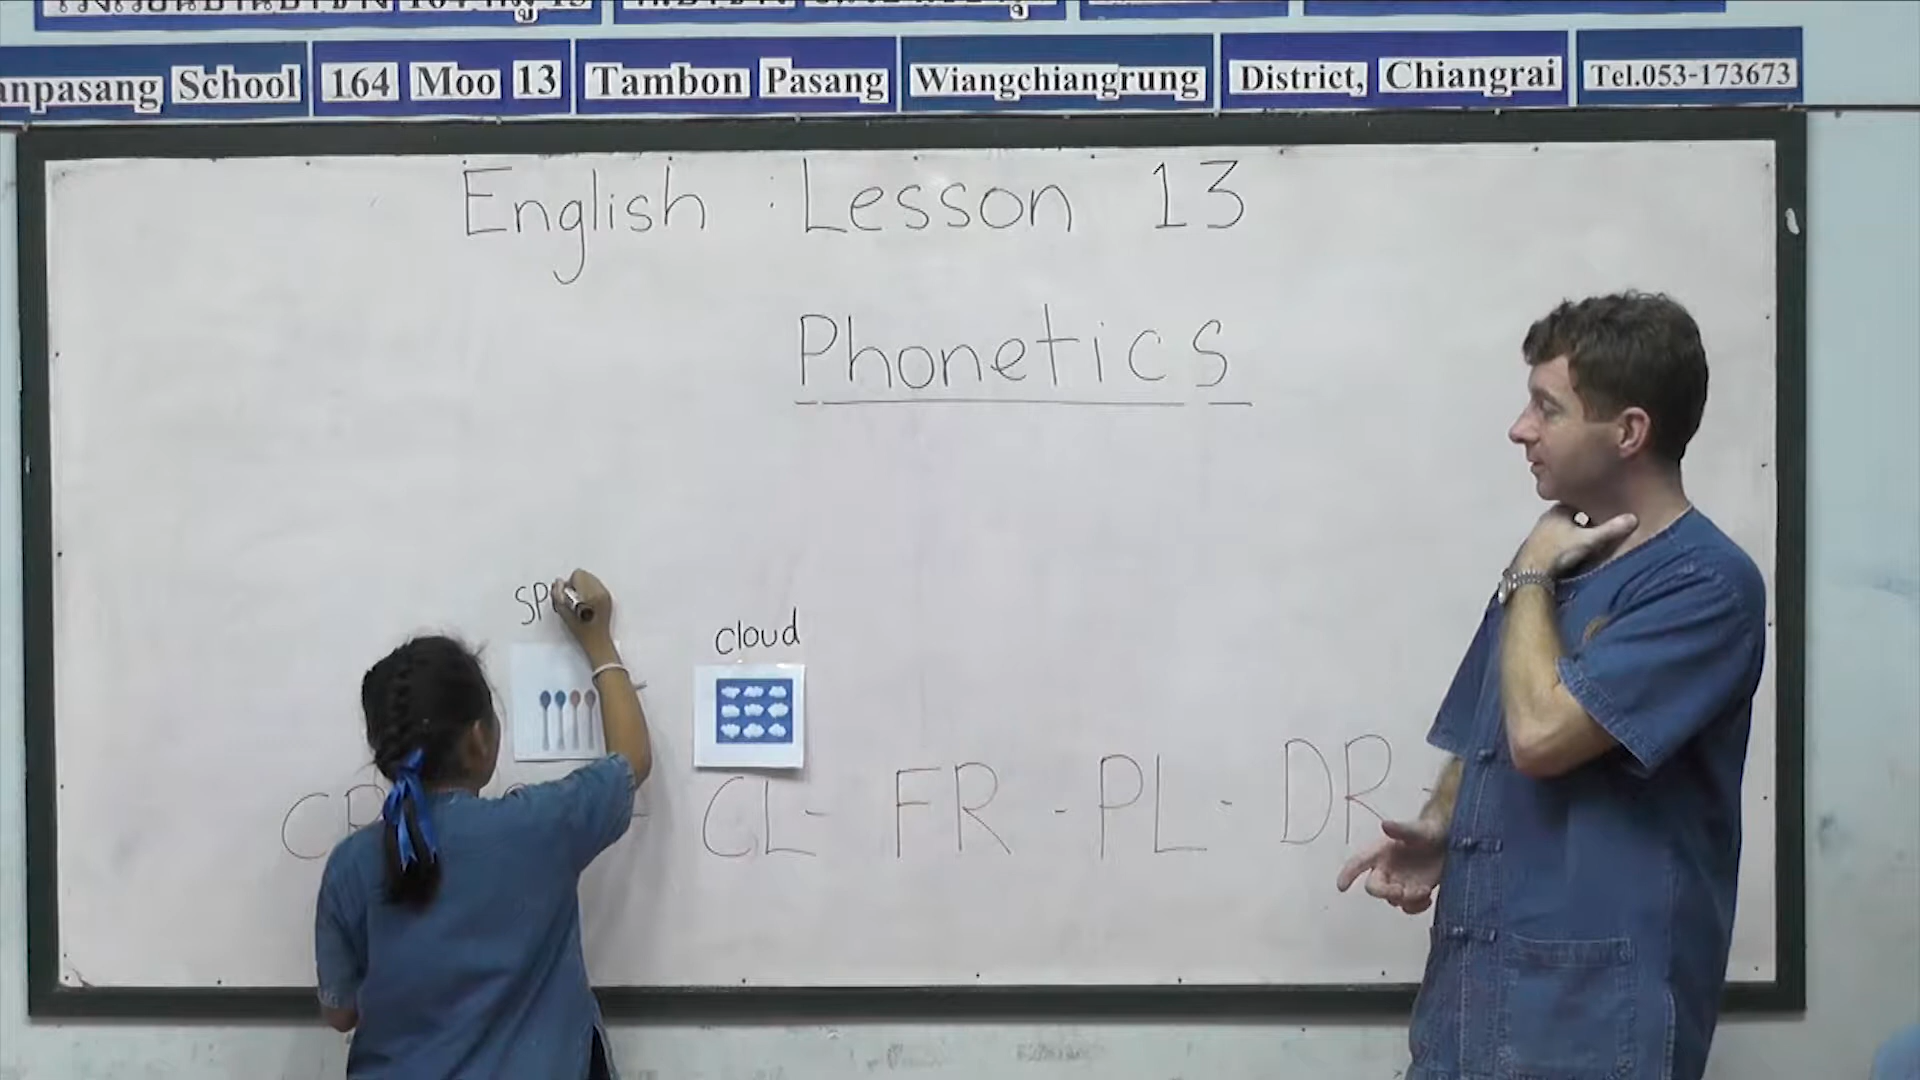 School 164 Moo 13 Tambon Pasang Wiangchiangrung District, Chiangrai Tel.053-173673
English Lesson 13
Phonetics
SP
cloud
CL- FR - PL - DR